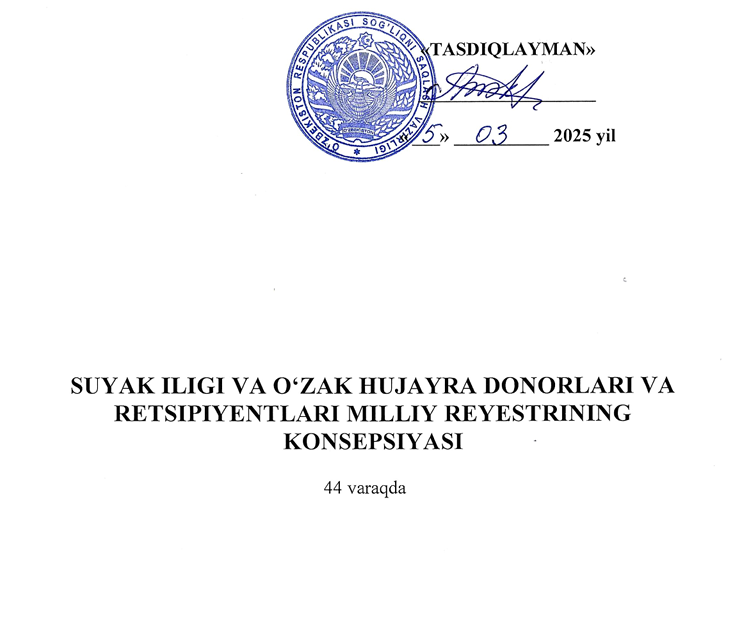 O'ZBEKISTON RESPUBLIKASI SOG'LIQNI SAQLASH VAZIRLIGI
«TASDIQLAYMAN»
5» 03 2025 yil
SUYAK ILIGI VA O‘ZAK HUJAYRA DONORLARI VA
RETSIPIYENTLARI MILLIY REYESTRINING
KONSEPSIYASI
44 varaqda